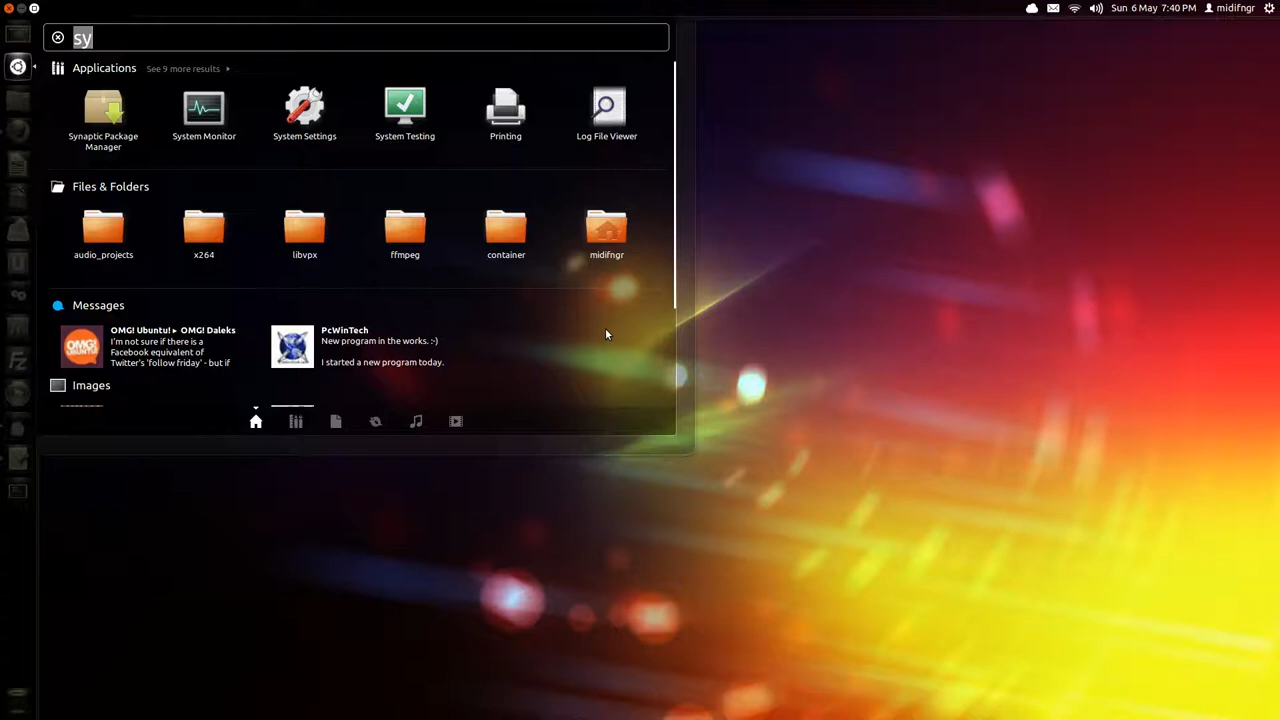 Sun 6 May 7:40 PM midifngr
sy
Applications See 9 more results
Synaptic Package Manager
System Monitor
System Settings
System Testing
Printing
Log File Viewer
Files & Folders
audio_projects
x264
libvpx
ffmpeg
container
midifngr
Messages
OMG! Ubuntu! ▸ OMG! Daleks
I'm not sure if there is a
Facebook equivalent of
Twitter's 'follow friday' - but if
OMG!
UBUNTU!
PcWinTech
New program in the works. :-)
I started a new program today.
Images